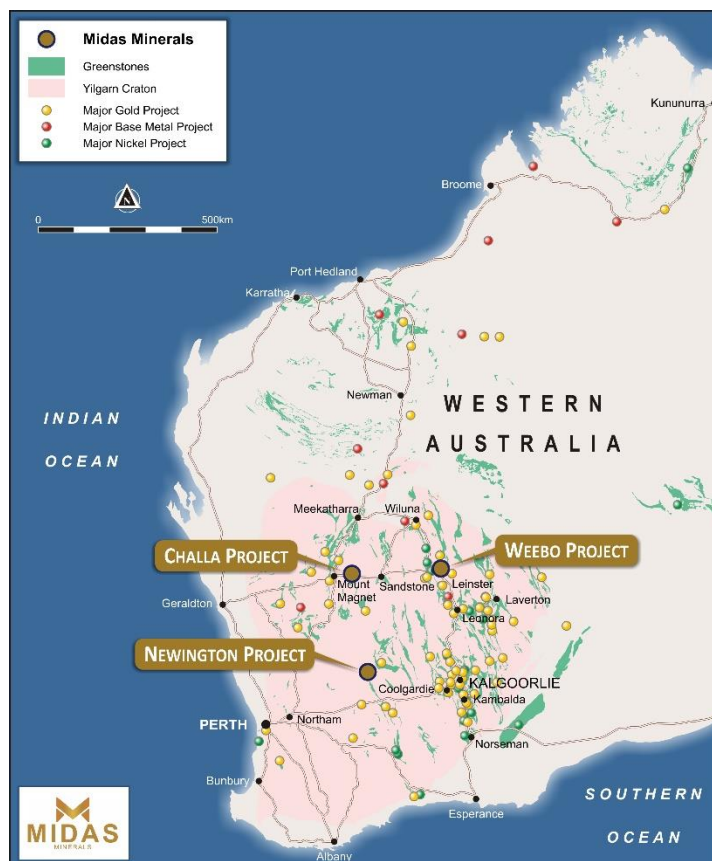 Midas Minerals
Greenstones
Yilgarn Craton
Major Gold Project
Major Base Metal Project
Major Nickel Project
N
0
500km
Kununurra
Broome
Port Hedland
Karratha
Newman
WESTERN
AUSTRALIA
INDIAN
OCEAN
Meekatharra
Wiluna
CHALLA PROJECT
WEEBO PROJECT
Mount
Magnet
Sandstone
Leinster
Laverton
Geraldton
Leonora
NEWINGTON PROJECT
KALGOORLIE
Coolgardie
Kambalda
PERTH
Northam
Norseman
Bunbury
Esperance
SOUTHERN
OCEAN
Albany
MIDAS
MINERALS